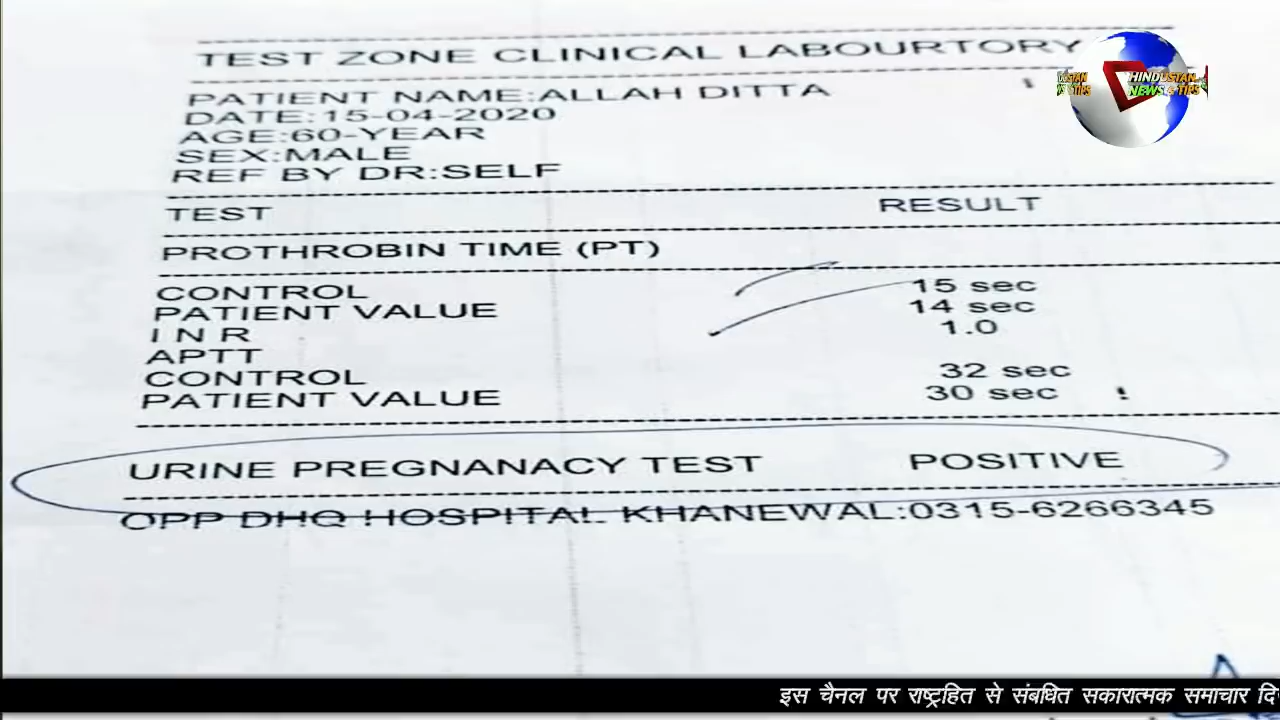 TEST ZONE CLINICAL LABOURTORY
PATIENT NAME:ALLAH DITTA
DATE:15-04-2020
AGE:60-YEAR
SEX:MALE
REF BY DR:SELF
TEST RESULT
PROTHROBIN TIME (PT)
CONTROL 15 sec
PATIENT VALUE 14 sec
I N R 1.0
APTT
CONTROL 32 sec
PATIENT VALUE 30 sec
URINE PREGNANACY TEST POSITIVE
OPP DHQ HOSPITAL KHANEWAL:0315-6266345
HINDUSTAN
NEWS & TIPS
इस चैनल पर राष्ट्रहित से संबधित सकारात्मक समाचार दि